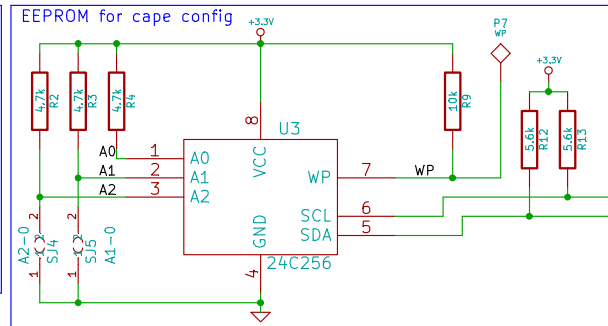 EEPROM for cape config
+3.3V
P7
WP
+3.3V
4.7k
R2
4.7k
R3
4.7k
R4
10k
R9
5.6k
R12
5.6k
R13
U3
8
VCC
A0
1
A0
A1
2
A1
A2
3
A2
WP
7
WP
SCL
6
SDA
5
GND
4
24C256
A2-0
SJ4
2
1
SJ5
A1-0
2
1